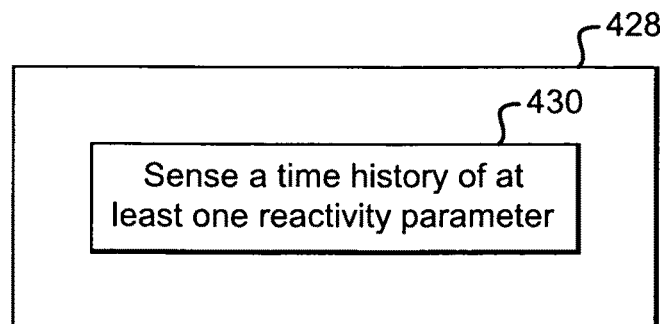 428
430
Sense a time history of at
least one reactivity parameter